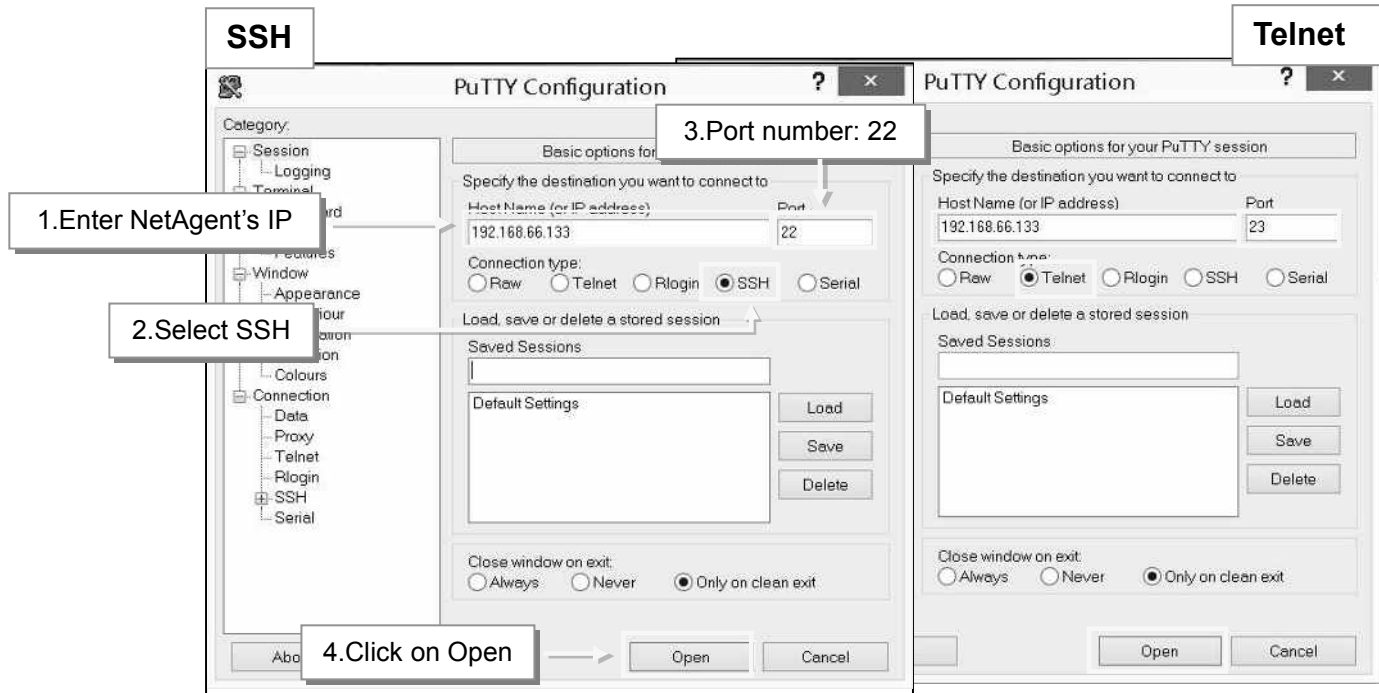 SSH
PuTTY Configuration
?
×
Category:
Session
Logging
Terminal
rd
Features
Window
Appearance
iour
ation
ion
Colours
Connection
Data
Proxy
Telnet
Rlogin
SSH
Serial
Basic options for
Specify the destination you want to connect to
Host Name (or IP address) Port
192.168.66.133 22
Connection type:
Raw Telnet Rlogin SSH Serial
Load, save or delete a stored session
Saved Sessions
Default Settings
Load
Save
Delete
Close window on exit:
Always Never Only on clean exit
Abo
Open Cancel
1.Enter NetAgent's IP
2.Select SSH
3.Port number: 22
4.Click on Open
Telnet
PuTTY Configuration
?
×
Basic options for your PuTTY session
Specify the destination you want to connect to
Host Name (or IP address) Port
192.168.66.133 23
Connection type:
Raw Telnet Rlogin SSH Serial
Load, save or delete a stored session
Saved Sessions
Default Settings
Load
Save
Delete
Close window on exit:
Always Never Only on clean exit
Open Cancel